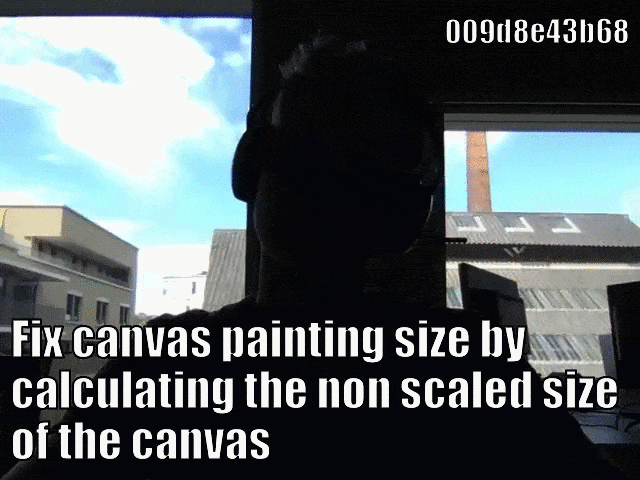 009d8e43b68
Fix canvas painting size by
calculating the non scaled size
of the canvas